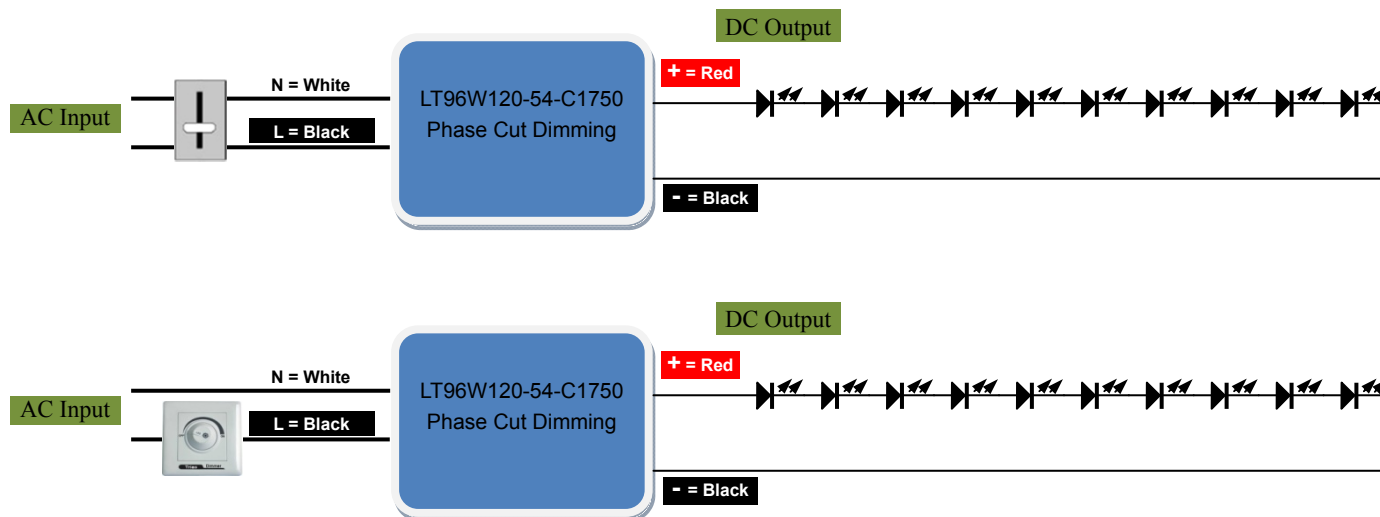 DC Output
+ = Red
N = White
AC Input
L = Black
LT96W120-54-C1750
Phase Cut Dimming
- = Black
DC Output
+ = Red
N = White
AC Input
L = Black
LT96W120-54-C1750
Phase Cut Dimming
- = Black